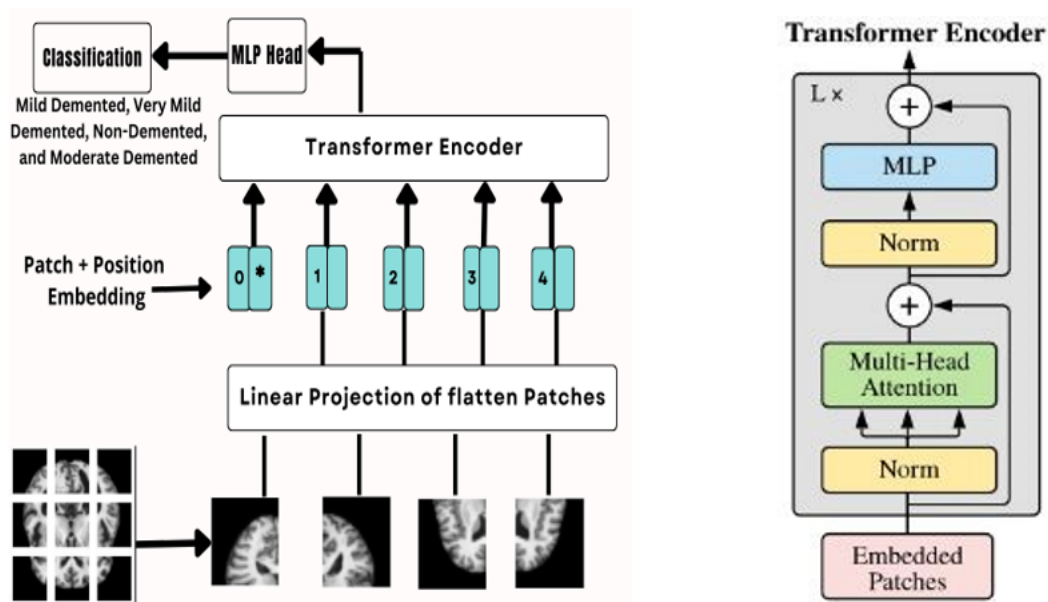 Classification
MLP Head
Mild Demented, Very Mild
Demented, Non-Demented,
and Moderate Demented
Transformer Encoder
Patch + Position
Embedding
0 *
1
2
3
4
Linear Projection of flatten Patches
Transformer Encoder
L ×
+
MLP
Norm
+
Multi-Head
Attention
Norm
Embedded
Patches